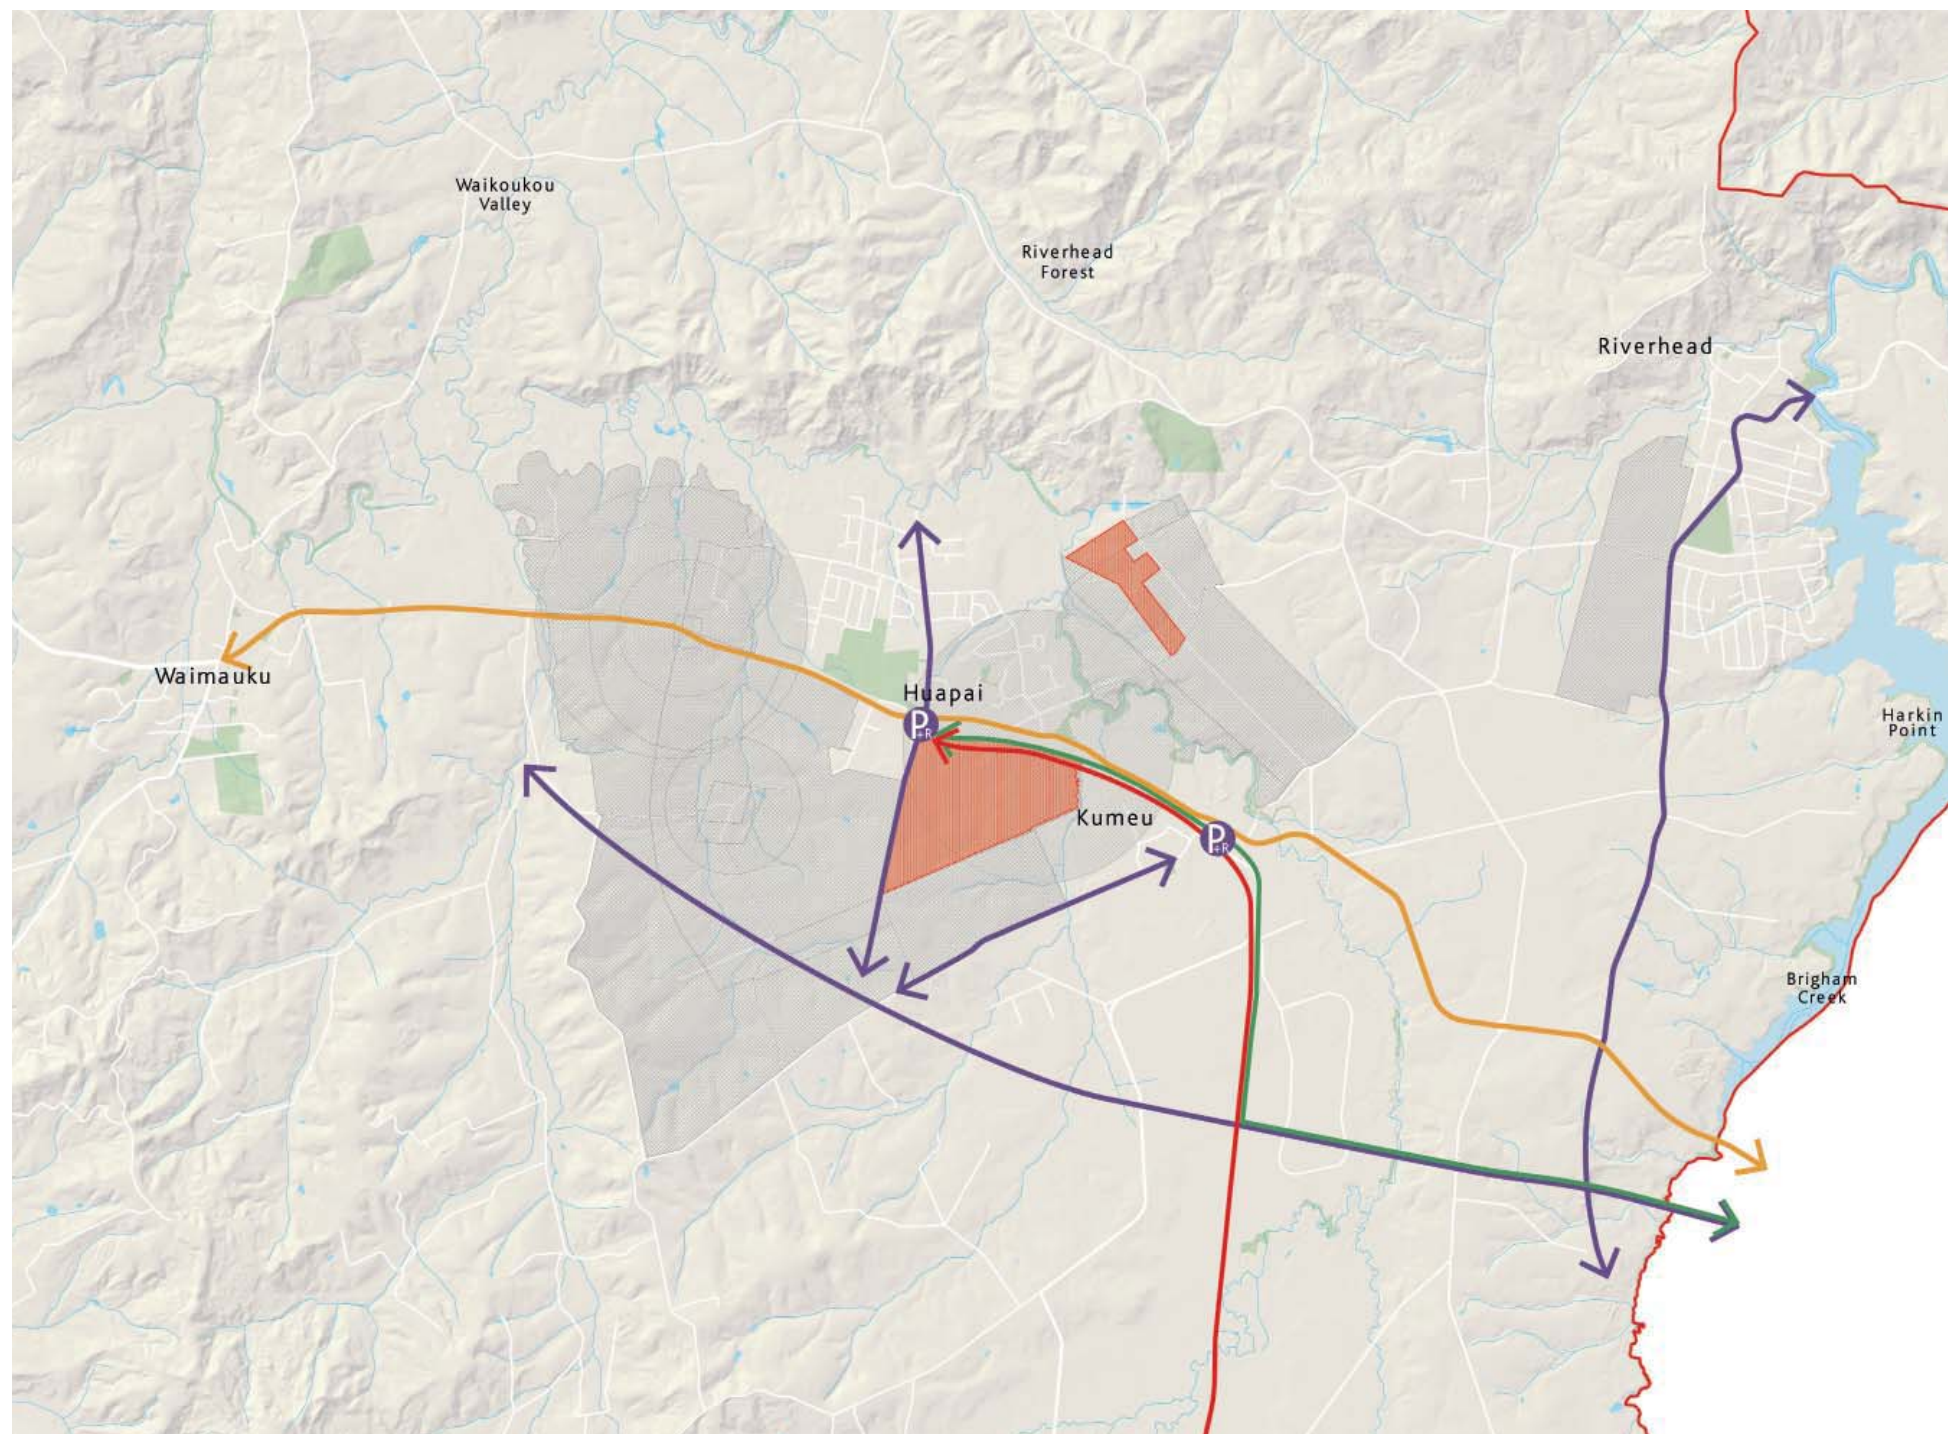 Waikoukou
Valley
Riverhead
Forest
Riverhead
Waimauku
Huapai
P
+R
Harkin
Point
Kumeu
P
+R
Brigham
Creek